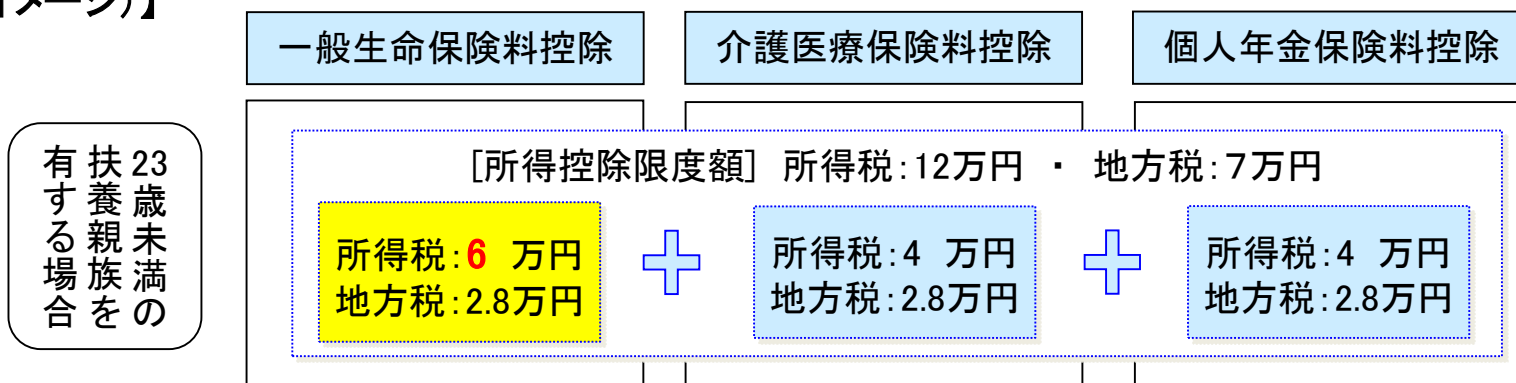 イメージ）】
一般生命保険料控除
介護医療保険料控除
個人年金保険料控除
23歳未満の
扶養親族を
有する場合
[所得控除限度額] 所得税：12万円 ・ 地方税：7万円
所得税：6 万円
地方税：2.8万円
所得税：4 万円
地方税：2.8万円
所得税：4 万円
地方税：2.8万円